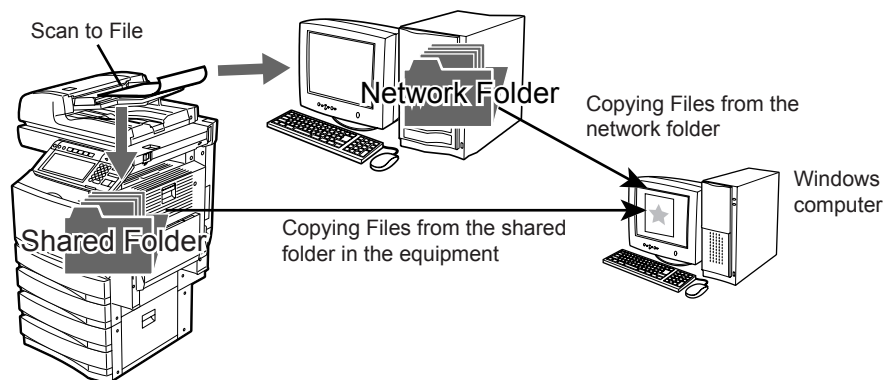 Scan to File
Network Folder
Copying Files from the
network folder
Windows
computer
Shared Folder
Copying Files from the shared
folder in the equipment